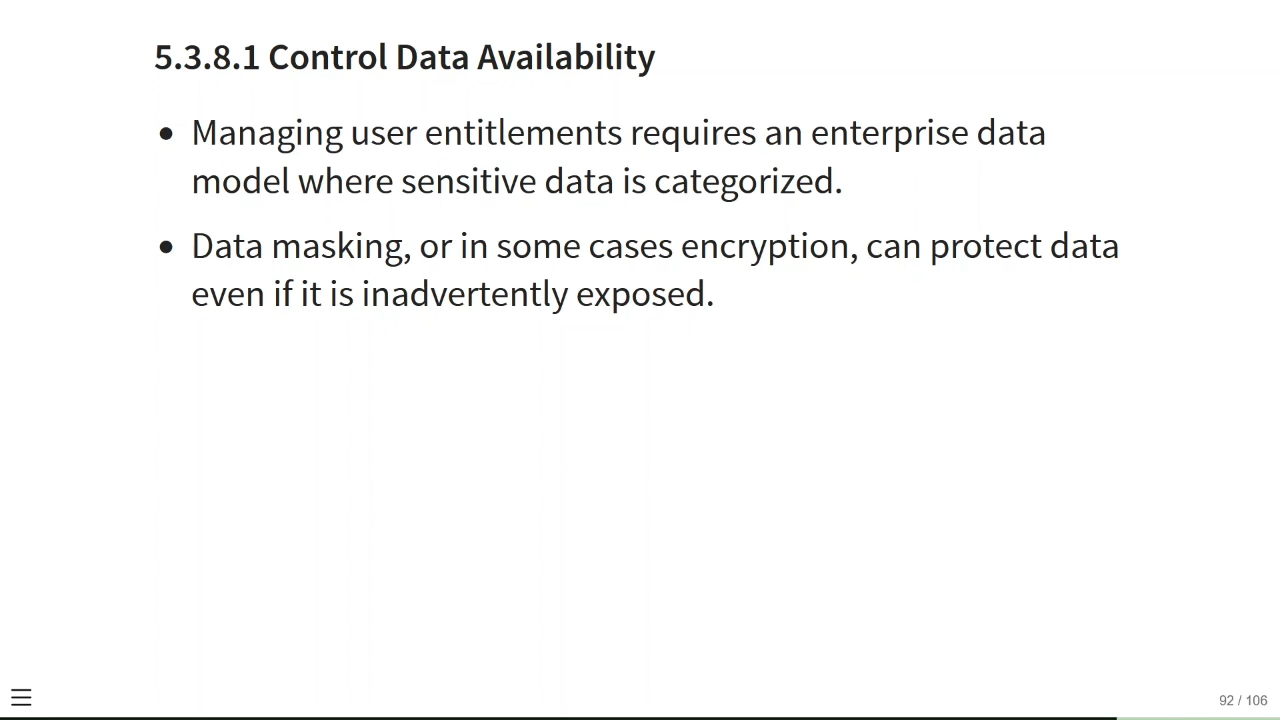 5.3.8.1 Control Data Availability
• Managing user entitlements requires an enterprise data
model where sensitive data is categorized.
• Data masking, or in some cases encryption, can protect data
even if it is inadvertently exposed.
92 / 106